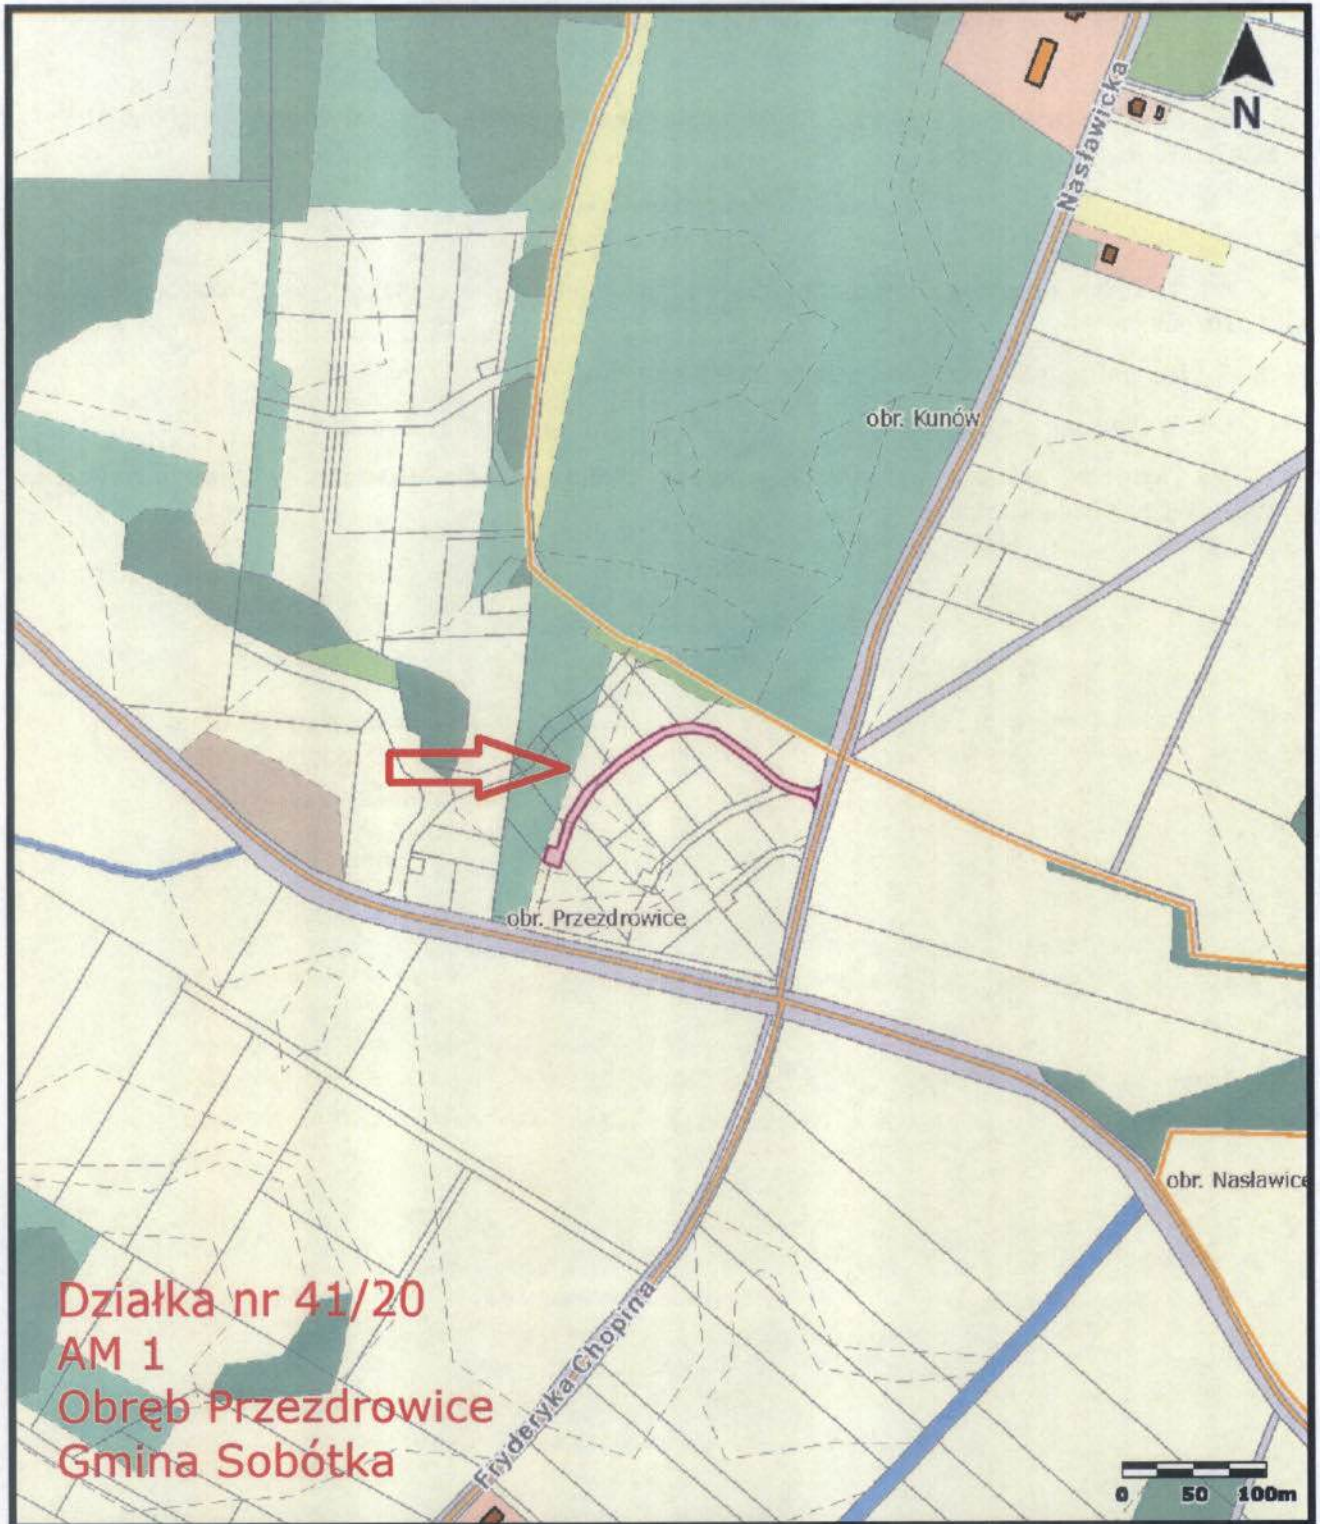 N
Nasławicka
obr. Kunów
obr. Przezdrowice
obr. Nasławice
Fryderyka Chopina
Działka nr 41/20
AM 1
Obręb Przezdrowice
Gmina Sobótka
0 50 100m